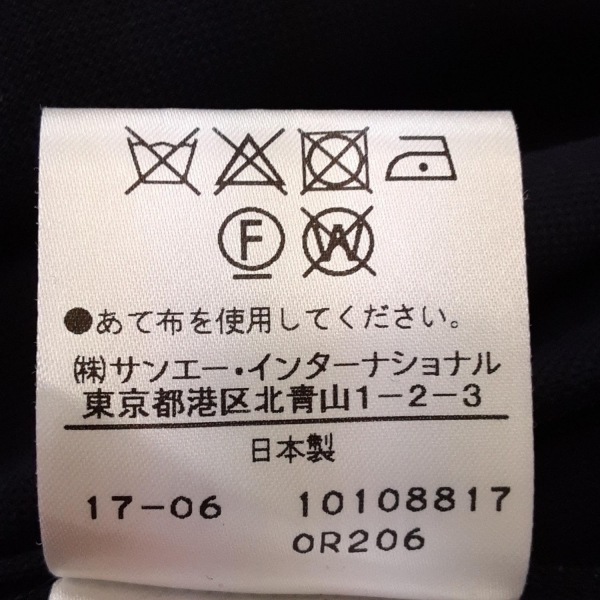 F W
●あて布を使用してください。
㈱サンエー・インターナショナル
東京都港区北青山1-2-3
日本製
17-06 10108817
OR206